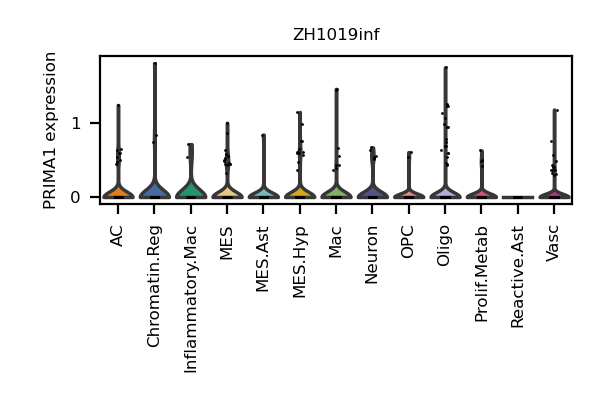 ZH1019inf
PRIMA1 expression
1
0
AC
Chromatin.Reg
Inflammatory.Mac
MES
MES.Ast
MES.Hyp
Mac
Neuron
OPC
Oligo
Prolif.Metab
Reactive.Ast
Vasc